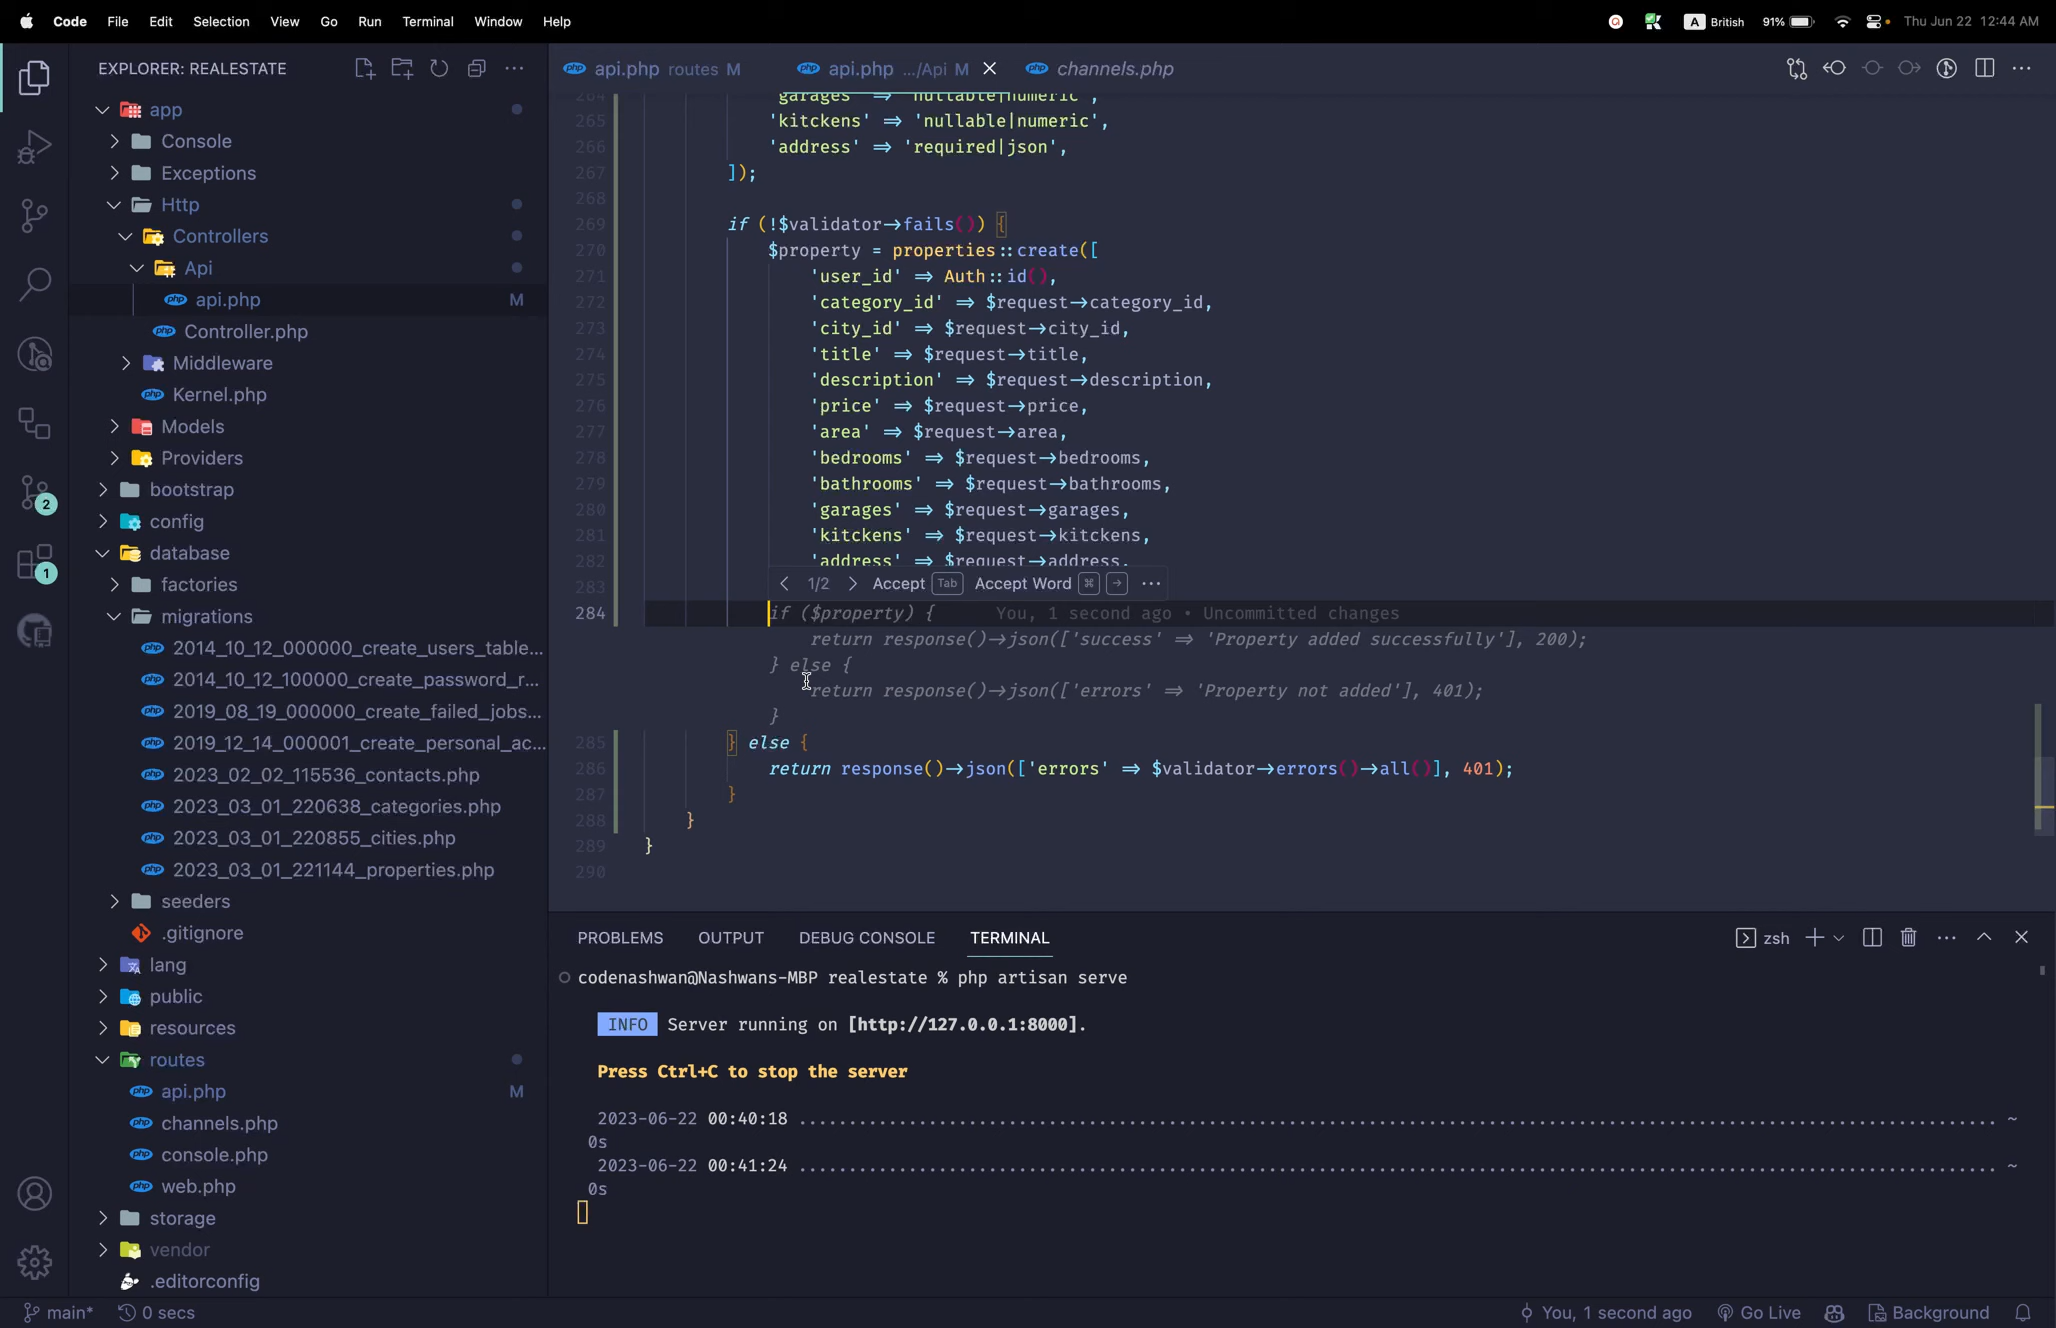 Code File Edit Selection View Go Run Terminal Window Help
A British 91% Thu Jun 22 12:44 AM
EXPLORER: REALESTATE
app
Console
Exceptions
Http
Controllers
Api
api.php M
Controller.php
Middleware
Kernel.php
Models
Providers
bootstrap
config
database
factories
migrations
2014_10_12_000000_create_users_table...
2014_10_12_100000_create_password_r...
2019_08_19_000000_create_failed_jobs...
2019_12_14_000001_create_personal_ac...
2023_02_02_115536_contacts.php
2023_03_01_220638_categories.php
2023_03_01_220855_cities.php
2023_03_01_221144_properties.php
seeders
.gitignore
lang
public
resources
routes
api.php M
channels.php
console.php
web.php
storage
vendor
.editorconfig
2
1
api.php routes M
api.php .../Api M
channels.php
264 'garages' => 'nullable|numeric',
265 'kitckens' => 'nullable|numeric',
266 'address' => 'required|json',
267 ]);
268
269 if (!$validator->fails()) {
270 $property = properties::create([
271 'user_id' => Auth::id(),
272 'category_id' => $request->category_id,
273 'city_id' => $request->city_id,
274 'title' => $request->title,
275 'description' => $request->description,
276 'price' => $request->price,
277 'area' => $request->area,
278 'bedrooms' => $request->bedrooms,
279 'bathrooms' => $request->bathrooms,
280 'garages' => $request->garages,
281 'kitckens' => $request->kitckens,
282 'address' => $request->address,
283
< 1/2 > Accept Tab Accept Word ⌘ → ...
284 if ($property) { You, 1 second ago • Uncommitted changes
return response()->json(['success' => 'Property added successfully'], 200);
} else {
return response()->json(['errors' => 'Property not added'], 401);
}
285 } else {
286 return response()->json(['errors' => $validator->errors()->all()], 401);
287 }
288 }
289 }
290
PROBLEMS OUTPUT DEBUG CONSOLE TERMINAL
zsh
codenashwan@Nashwans-MBP realestate % php artisan serve
INFO Server running on [http://127.0.0.1:8000].
Press Ctrl+C to stop the server
2023-06-22 00:40:18 ........................................ ~
0s
2023-06-22 00:41:24 ........................................ ~
0s
main* 0 secs
You, 1 second ago Go Live Background